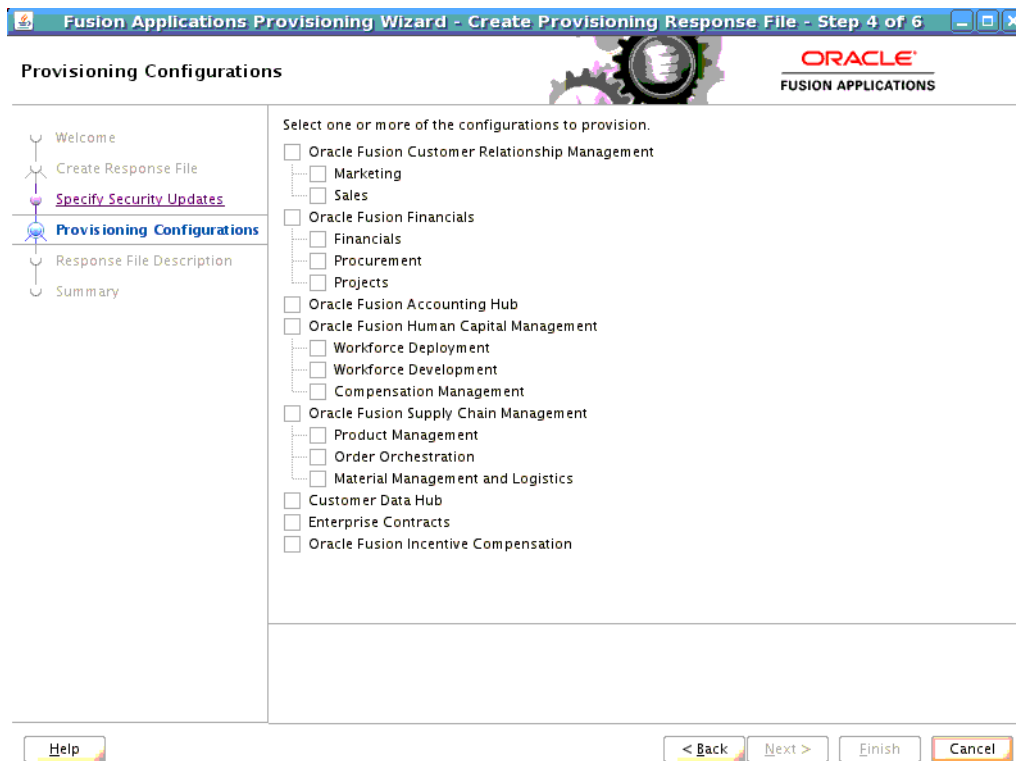 Fusion Applications Provisioning Wizard - Create Provisioning Response File - Step 4 of 6
Provisioning Configurations
ORACLE
FUSION APPLICATIONS
Welcome
Create Response File
Specify Security Updates
Provisioning Configurations
Response File Description
Summary
Select one or more of the configurations to provision.
Oracle Fusion Customer Relationship Management
Marketing
Sales
Oracle Fusion Financials
Financials
Procurement
Projects
Oracle Fusion Accounting Hub
Oracle Fusion Human Capital Management
Workforce Deployment
Workforce Development
Compensation Management
Oracle Fusion Supply Chain Management
Product Management
Order Orchestration
Material Management and Logistics
Customer Data Hub
Enterprise Contracts
Oracle Fusion Incentive Compensation
Help
< Back
Next >
Finish
Cancel